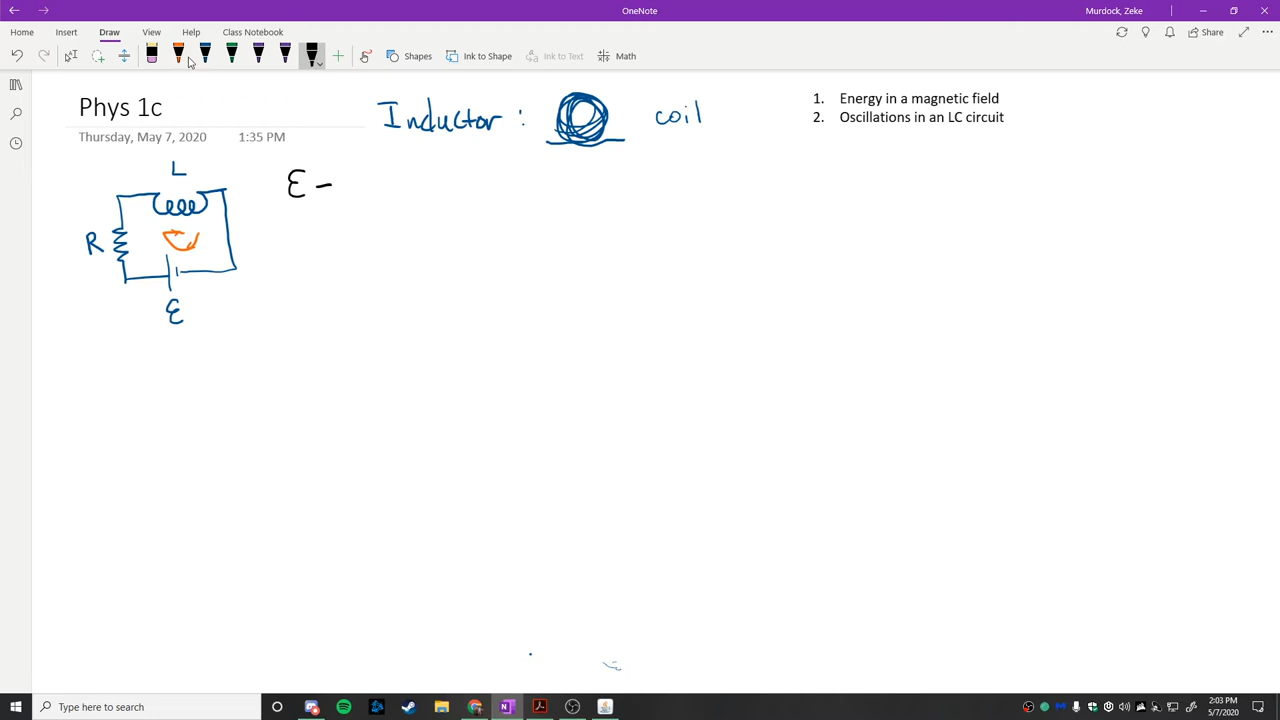 OneNote
Murdock, Zeke
Home Insert Draw View Help Class Notebook
Share
Shapes Ink to Shape Ink to Text Math
Phys 1c
Thursday, May 7, 2020 1:35 PM
Inductor : coil
1. Energy in a magnetic field
2. Oscillations in an LC circuit
L
ℰ -
R
ℰ
Type here to search
2:03 PM
5/7/2020